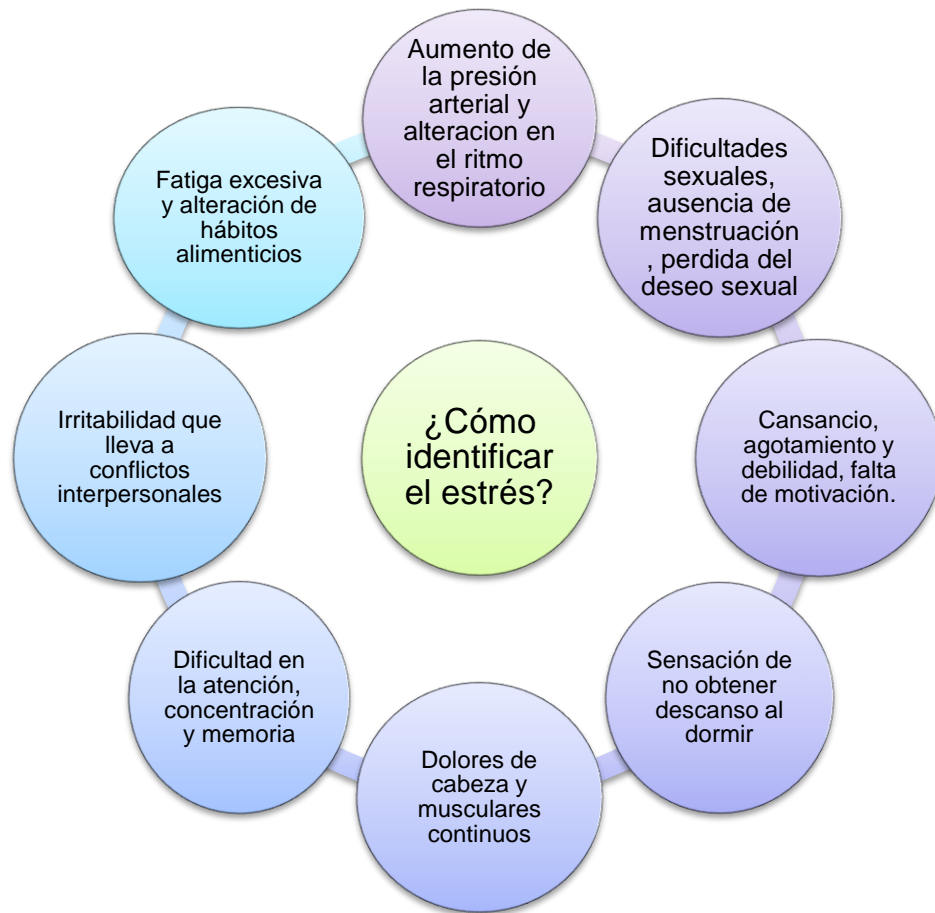 Aumento de
la presión
arterial y
alteracion en
el ritmo
respiratorio
Dificultades
sexuales,
ausencia de
menstruación
, perdida del
deseo sexual
Cansancio,
agotamiento y
debilidad, falta
de motivación.
Sensación de
no obtener
descanso al
dormir
Dolores de
cabeza y
musculares
continuos
Dificultad en
la atención,
concentración
y memoria
Irritabilidad que
lleva a
conflictos
interpersonales
Fatiga excesiva
y alteración de
hábitos
alimenticios
¿Cómo
identificar
el estrés?